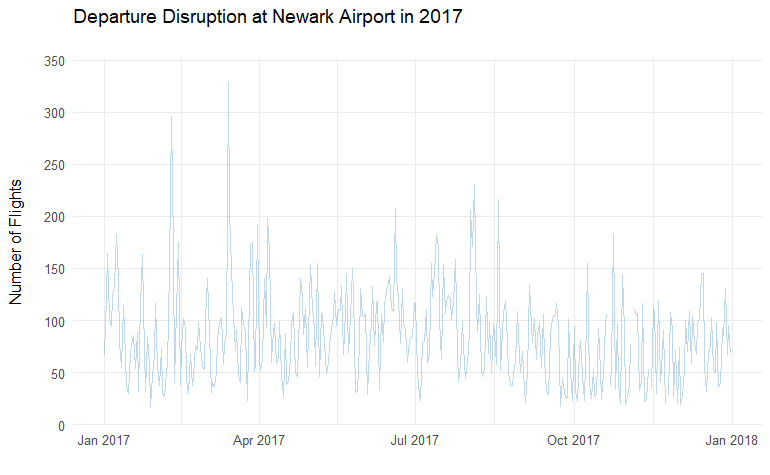 Departure Disruption at Newark Airport in 2017
350
300
250
200
150
100
50
0
Number of Flights
Jan 2017 Apr 2017 Jul 2017 Oct 2017 Jan 2018